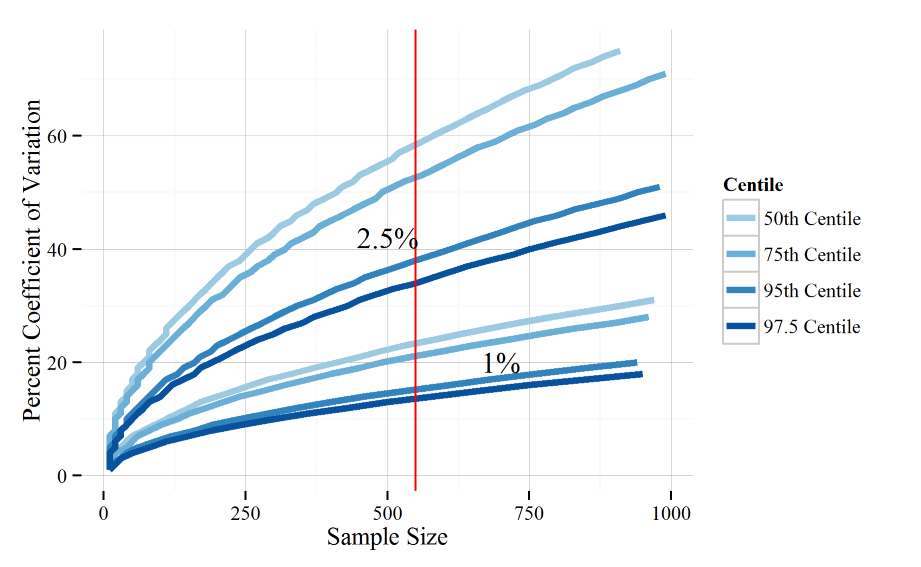 Percent Coefficient of Variation
60
40
20
0
2.5%
1%
0 250 500 750 1000
Sample Size
Centile
50th Centile
75th Centile
95th Centile
97.5 Centile